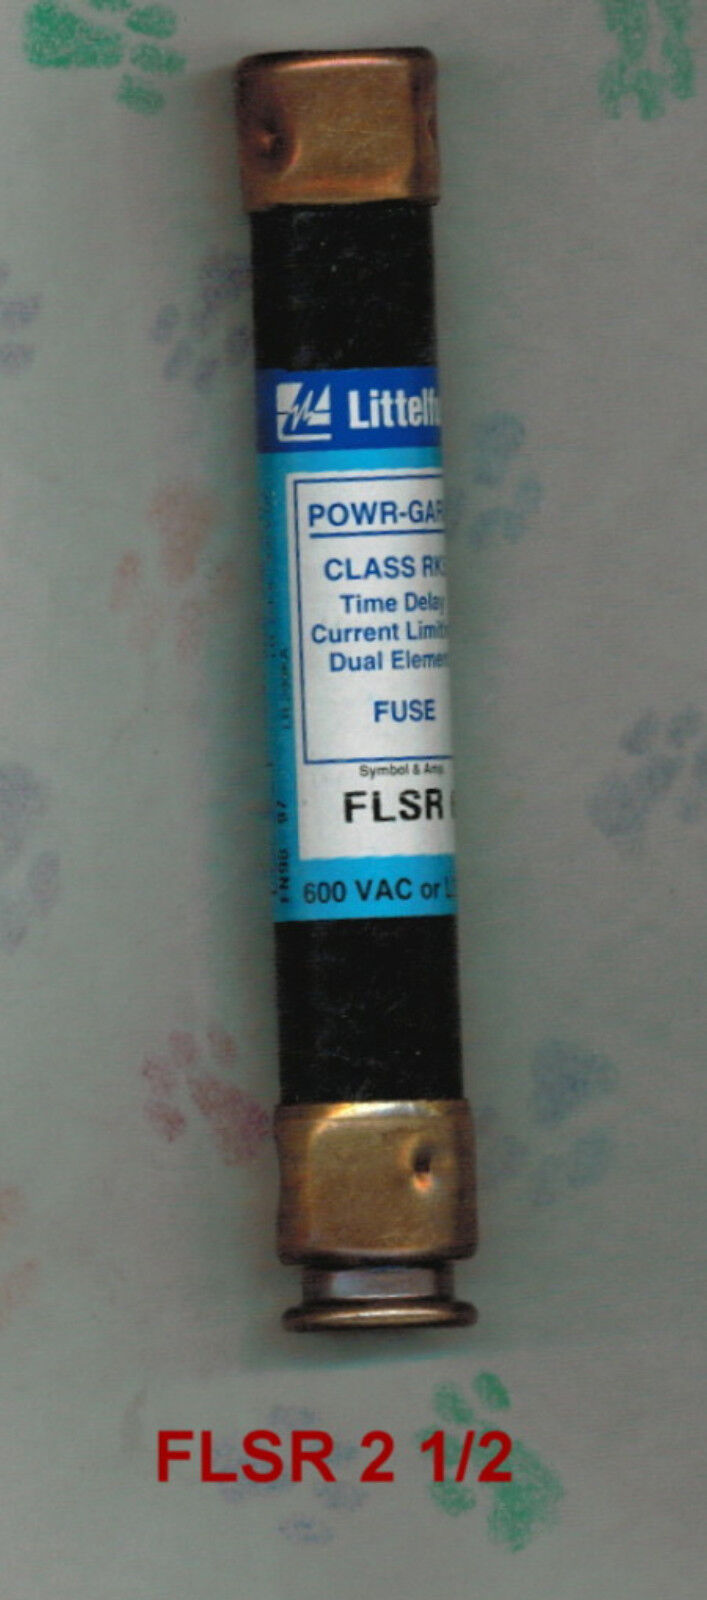 Littelfu
POWR-GAR
CLASS RK
Time Delay
Current Limit
Dual Elemen
FUSE
Symbol & Amp
FLSR
600 VAC or
FLSR 2 1/2